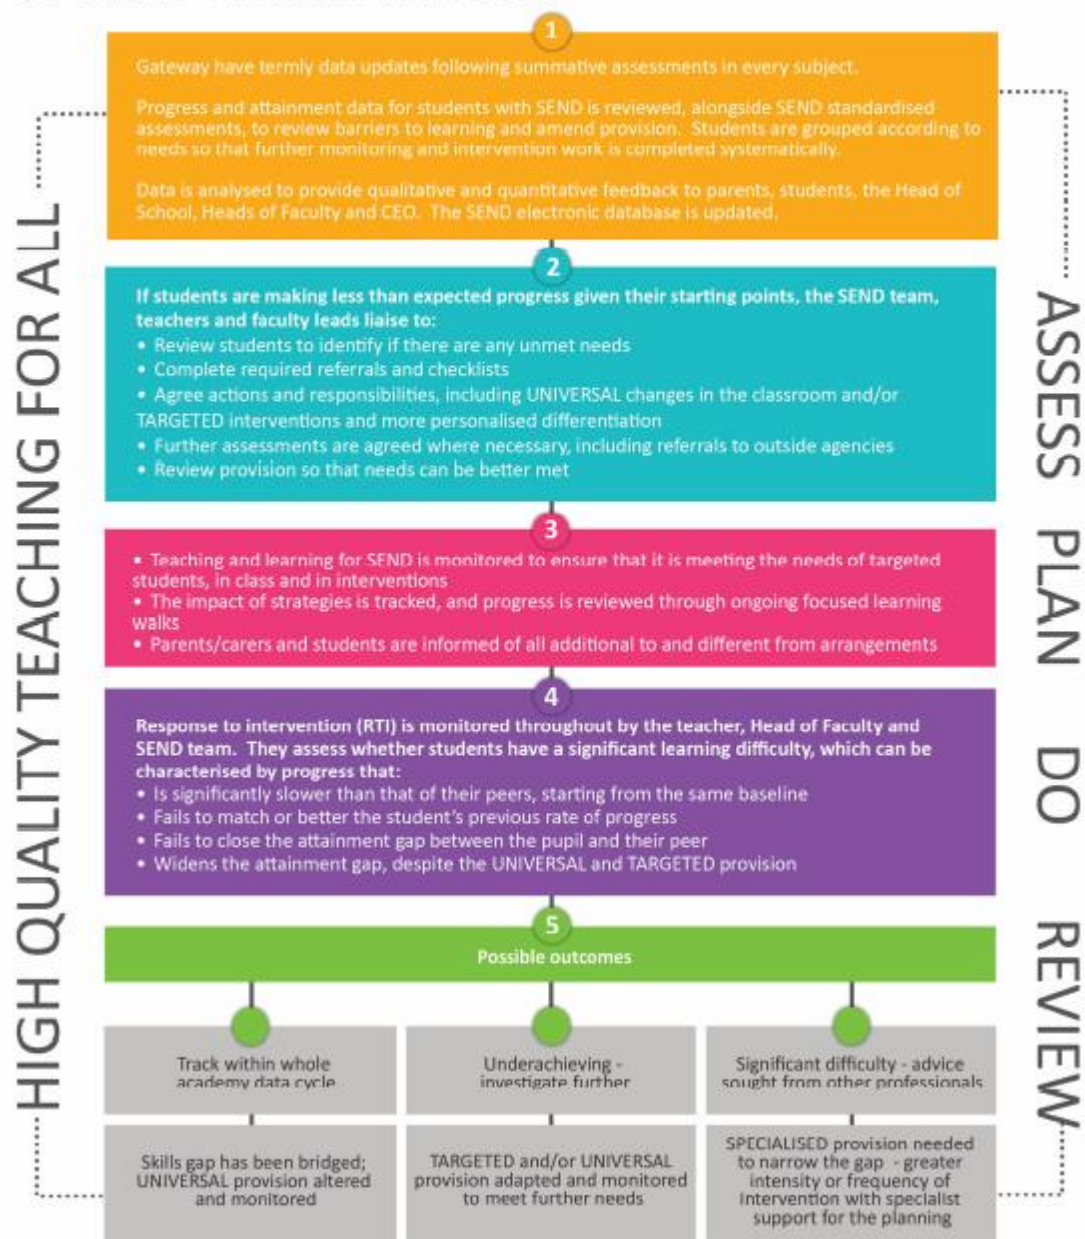 1
Gateway have termly data updates following summative assessments in every subject.
Progress and attainment data for students with SEND is reviewed, alongside SEND standardised
assessments, to review barriers to learning and amend provision. Students are grouped according to
needs so that further monitoring and intervention work is completed systematically.
Data is analysed to provide qualitative and quantitative feedback to parents, students, the Head of
School, Heads of Faculty and CEO. The SEND electronic database is updated.
2
If students are making less than expected progress given their starting points, the SEND team,
teachers and faculty leads liaise to:
• Review students to identify if there are any unmet needs
• Complete required referrals and checklists
• Agree actions and responsibilities, including UNIVERSAL changes in the classroom and/or
TARGETED interventions and more personalised differentiation
• Further assessments are agreed where necessary, including referrals to outside agencies
• Review provision so that needs can be better met
3
• Teaching and learning for SEND is monitored to ensure that it is meeting the needs of targeted
students, in class and in interventions
• The impact of strategies is tracked, and progress is reviewed through ongoing focused learning
walks
• Parents/carers and students are informed of all additional to and different from arrangements
4
Response to intervention (RTI) is monitored throughout by the teacher, Head of Faculty and
SEND team. They assess whether students have a significant learning difficulty, which can be
characterised by progress that:
• Is significantly slower than that of their peers, starting from the same baseline
• Fails to match or better the student's previous rate of progress
• Fails to close the attainment gap between the pupil and their peer
• Widens the attainment gap, despite the UNIVERSAL and TARGETED provision
5
Possible outcomes
Track within whole
academy data cycle
Underachieving -
investigate further
Significant difficulty - advice
sought from other professionals
Skills gap has been bridged;
UNIVERSAL provision altered
and monitored
TARGETED and/or UNIVERSAL
provision adapted and monitored
to meet further needs
SPECIALISED provision needed
to narrow the gap - greater
intensity or frequency of
intervention with specialist
support for the planning
HIGH QUALITY TEACHING FOR ALL
ASSESS PLAN DO REVIEW